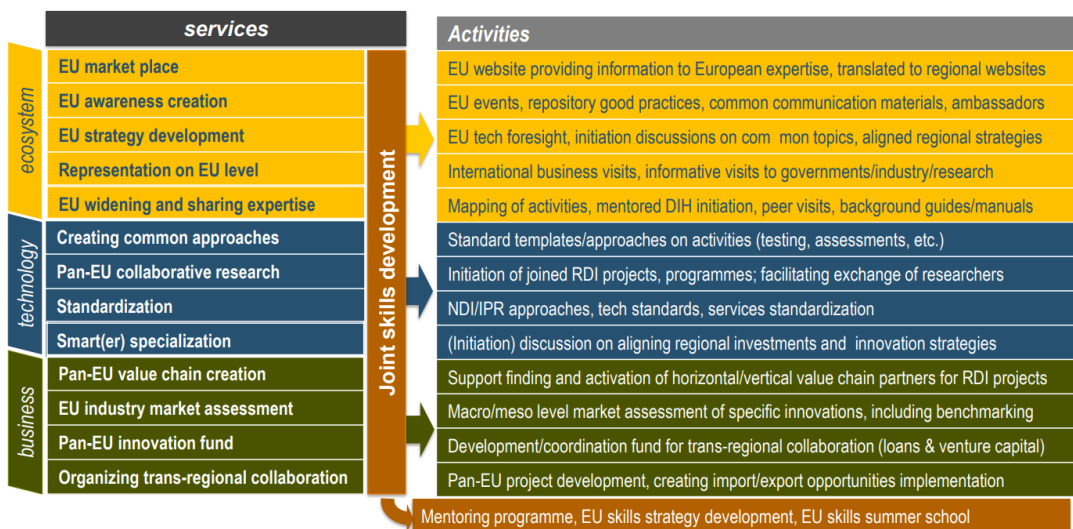 services
Activities
ecosystem
EU market place
EU awareness creation
EU strategy development
Representation on EU level
EU widening and sharing expertise
technology
Creating common approaches
Pan-EU collaborative research
Standardization
Smart(er) specialization
business
Pan-EU value chain creation
EU industry market assessment
Pan-EU innovation fund
Organizing trans-regional collaboration
Joint skills development
EU website providing information to European expertise, translated to regional websites
EU events, repository good practices, common communication materials, ambassadors
EU tech foresight, initiation discussions on com mon topics, aligned regional strategies
International business visits, informative visits to governments/industry/research
Mapping of activities, mentored DIH initiation, peer visits, background guides/manuals
Standard templates/approaches on activities (testing, assessments, etc.)
Initiation of joined RDI projects, programmes; facilitating exchange of researchers
NDI/IPR approaches, tech standards, services standardization
(Initiation) discussion on aligning regional investments and innovation strategies
Support finding and activation of horizontal/vertical value chain partners for RDI projects
Macro/meso level market assessment of specific innovations, including benchmarking
Development/coordination fund for trans-regional collaboration (loans & venture capital)
Pan-EU project development, creating import/export opportunities implementation
Mentoring programme, EU skills strategy development, EU skills summer school